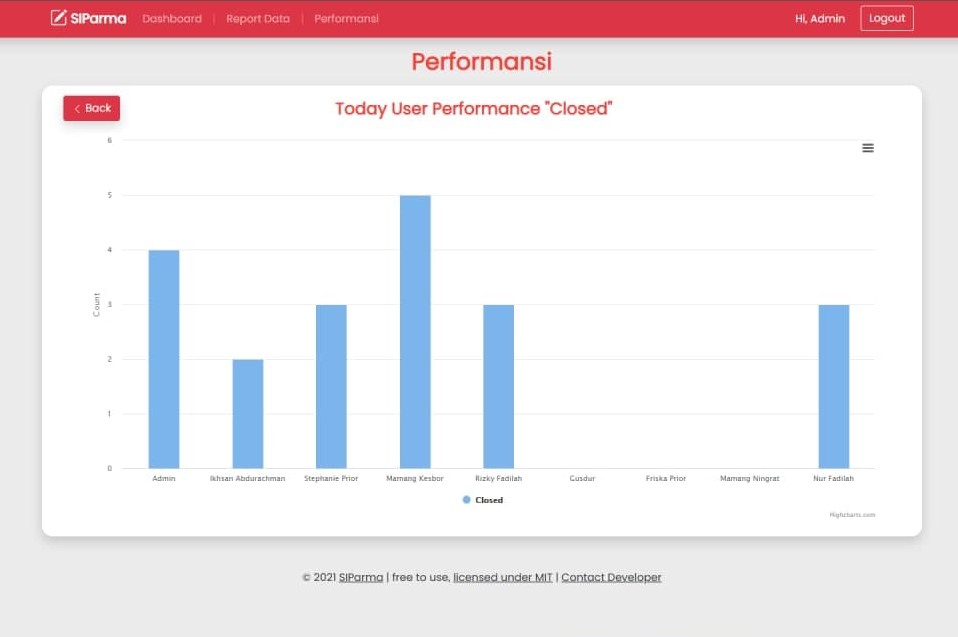 SIParma Dashboard | Report Data | Performansi Hi, Admin Logout
Performansi
Back
Today User Performance "Closed"
6
5
4
3
2
1
0
Count
Admin Ikhsan Abdurachman Stephanie Prior Mamang Kesbor Rizky Fadilah Gusdur Friska Prior Mamang Ningrat Nur Fadilah
Closed
Highcharts.com
© 2021 SIParma | free to use, licensed under MIT | Contact Developer